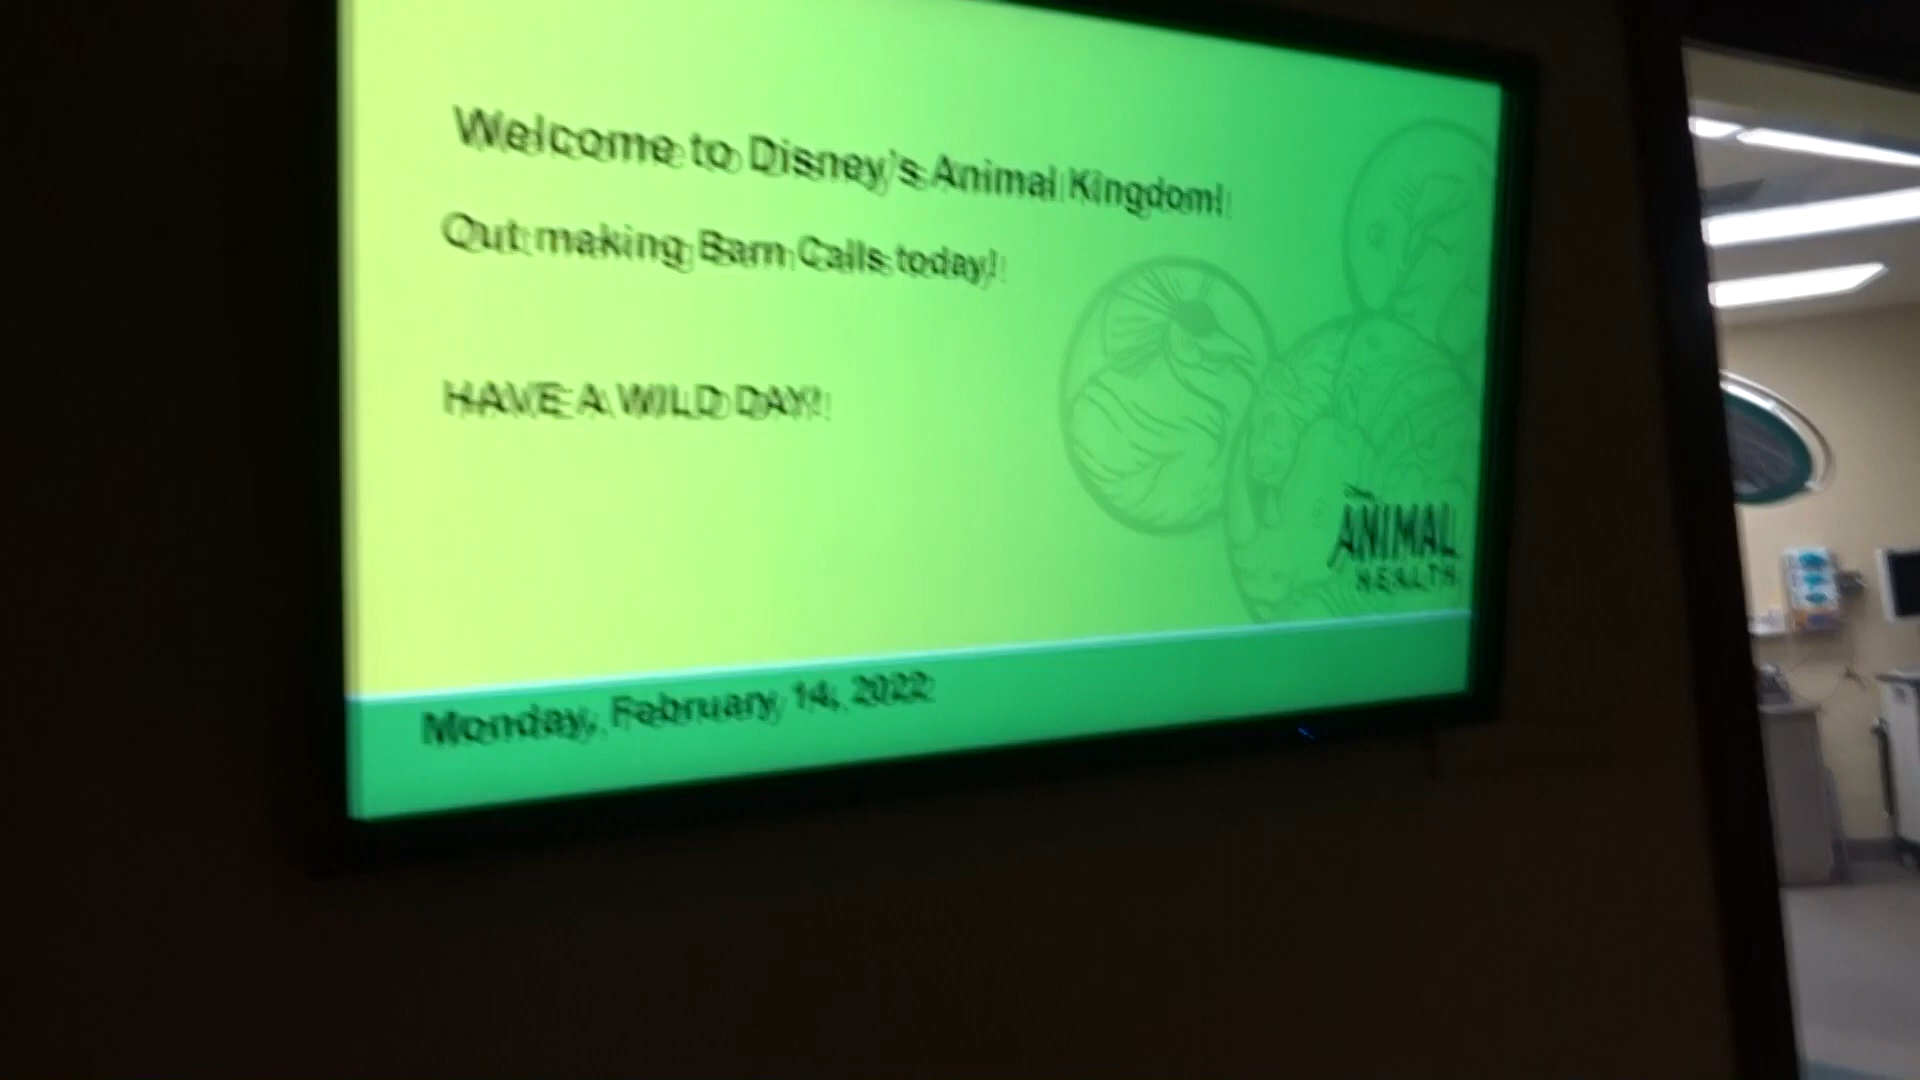 Welcome to Disney's Animal Kingdom!
Out making Barn Calls today!
HAVE A WILD DAY!
ANIMAL
HEALTH
Monday, February 14, 2022